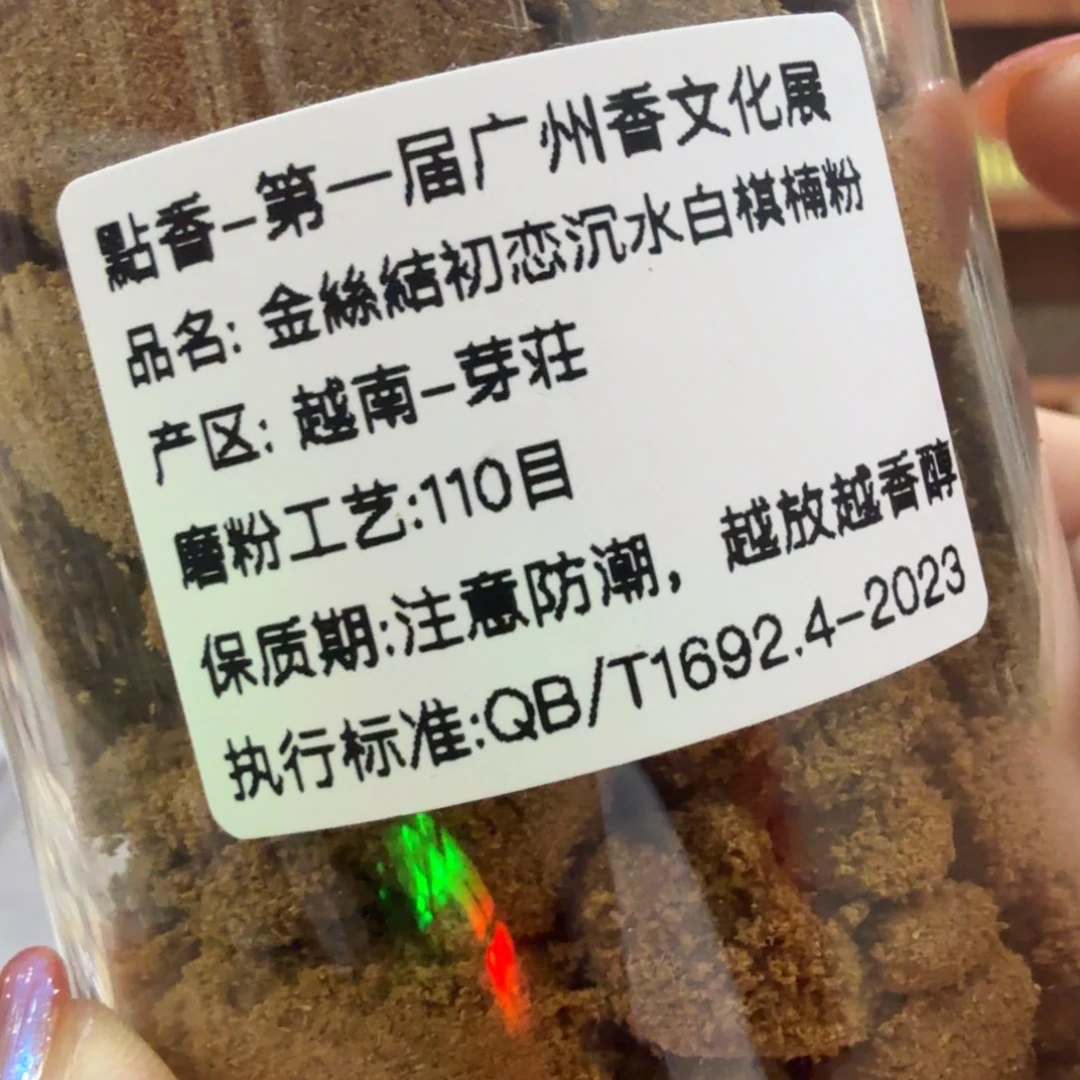 點香-第一届广州香文化展
品名: 金絲結初恋沉水白棋楠粉
产区: 越南-芽荘
磨粉工艺:110目
保质期:注意防潮，越放越香醇
执行标准:QB/T1692.4-2023